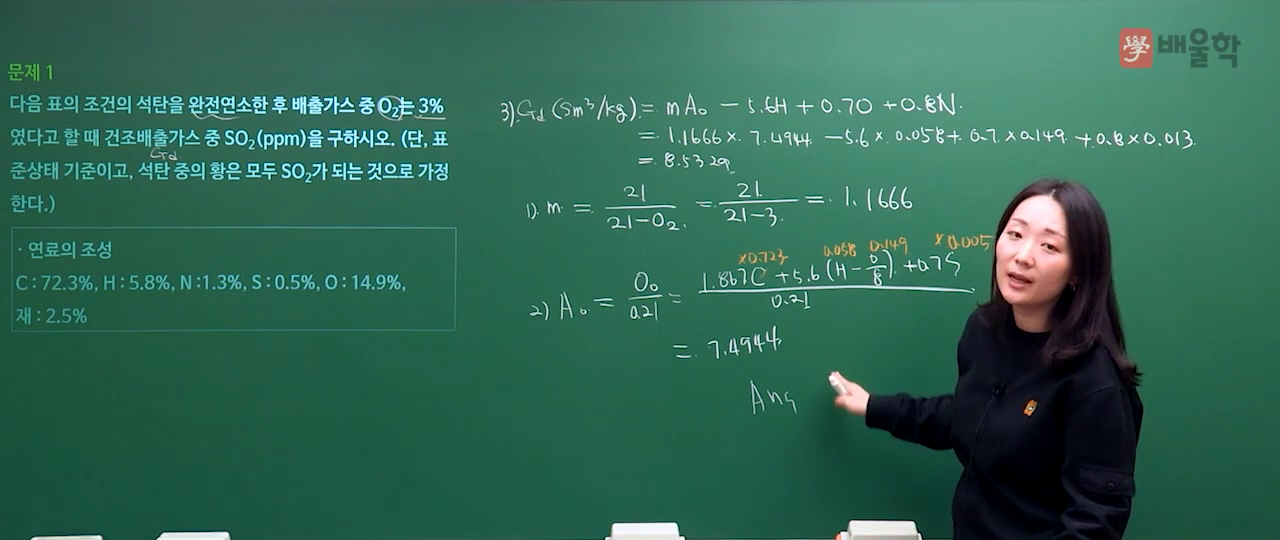 學 배울학
문제 1
다음 표의 조건의 석탄을 완전연소한 후 배출가스 중 O₂는 3%
였다고 할 때 건조배출가스 중 SO₂(ppm)을 구하시오. (단, 표
Gd
준상태 기준이고, 석탄 중의 황은 모두 SO₂가 되는 것으로 가정
한다.)
· 연료의 조성
C : 72.3%, H : 5.8%, N :1.3%, S : 0.5%, O : 14.9%,
재 : 2.5%
3) Gd (Sm³/kg) = mA₀ - 5.6H + 0.7O + 0.8N.
= 1.1666 × 7.4944 - 5.6 × 0.058 + 0.7 × 0.149 + 0.8 × 0.013
= 8.5329
1) m = 21/(21-O₂) = 21/(21-3) = 1.1666
×0.723 0.058 0.149 ×0.005
2) A₀ = O₀/0.21 = (1.867C + 5.6(H - O/8) + 0.7S)/0.21
= 7.4944
Ans